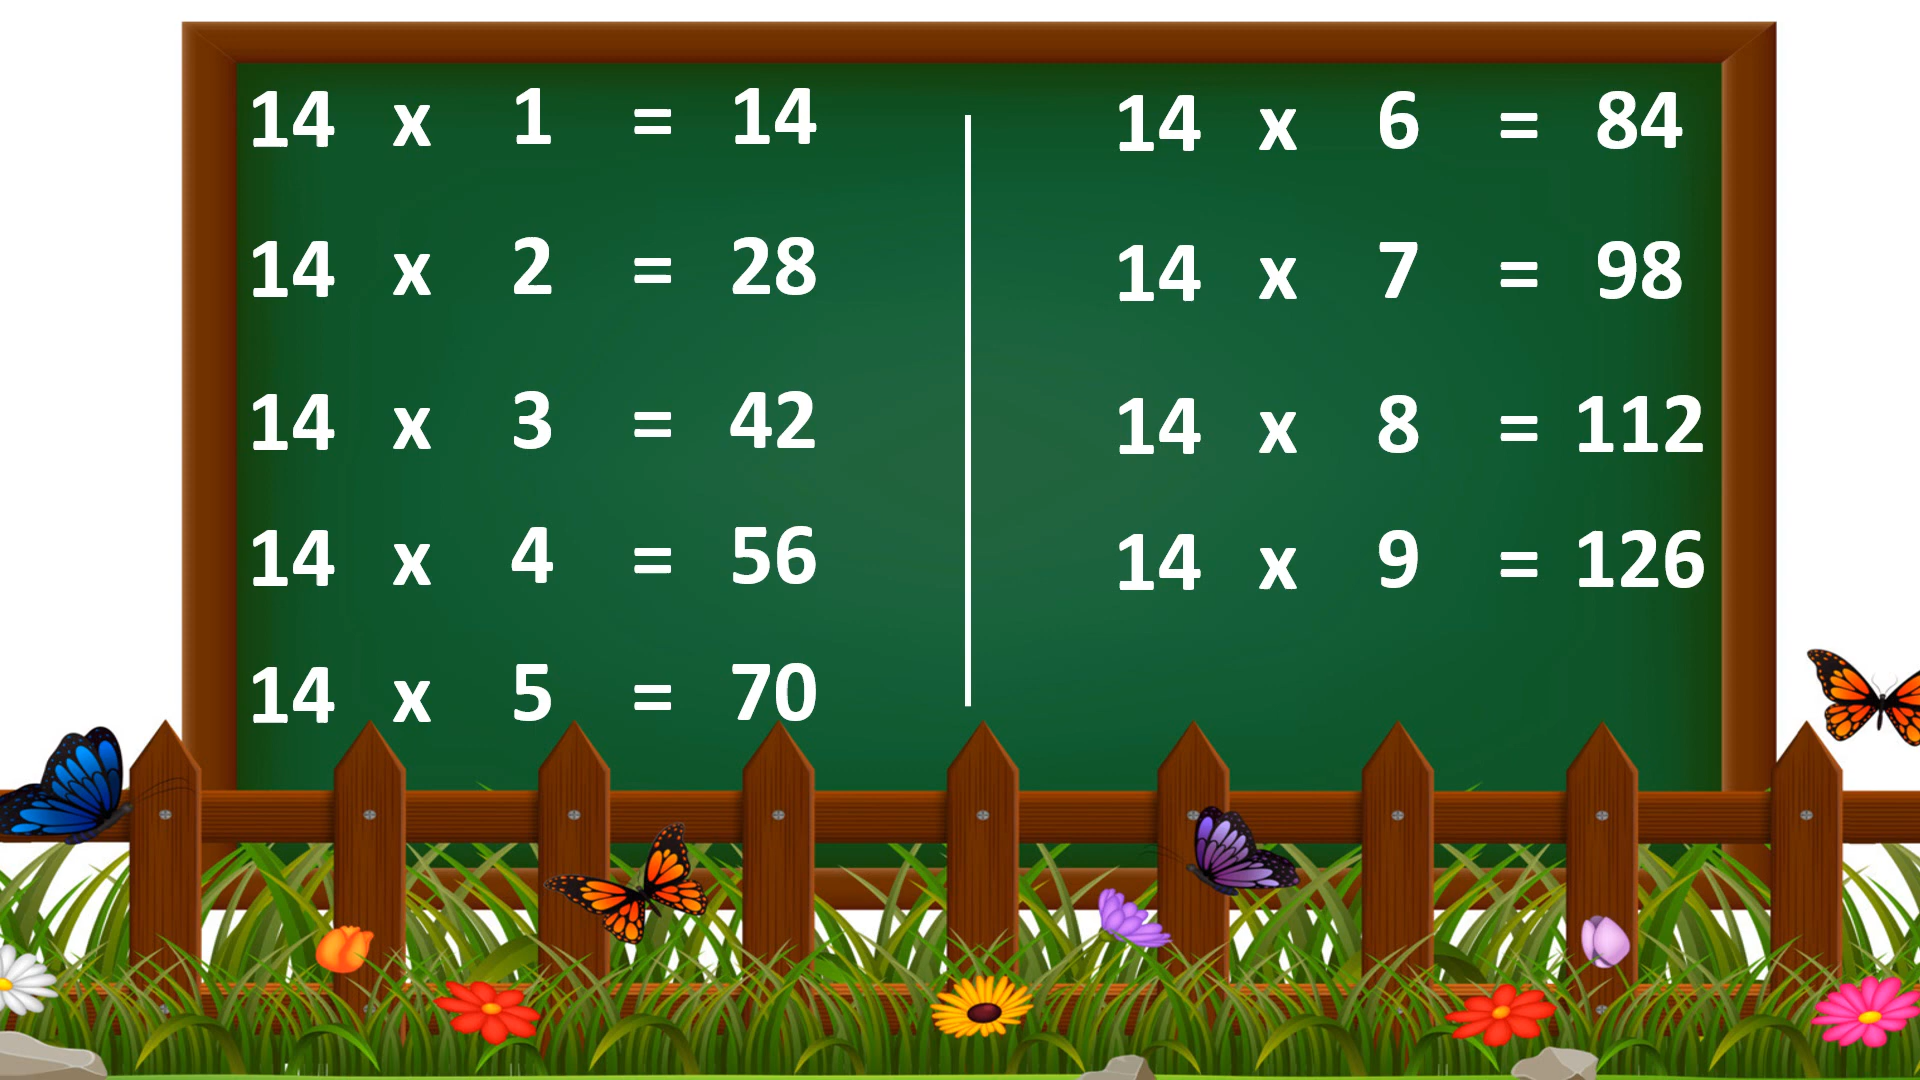 14 x 1 = 14
14 x 2 = 28
14 x 3 = 42
14 x 4 = 56
14 x 5 = 70
14 x 6 = 84
14 x 7 = 98
14 x 8 = 112
14 x 9 = 126